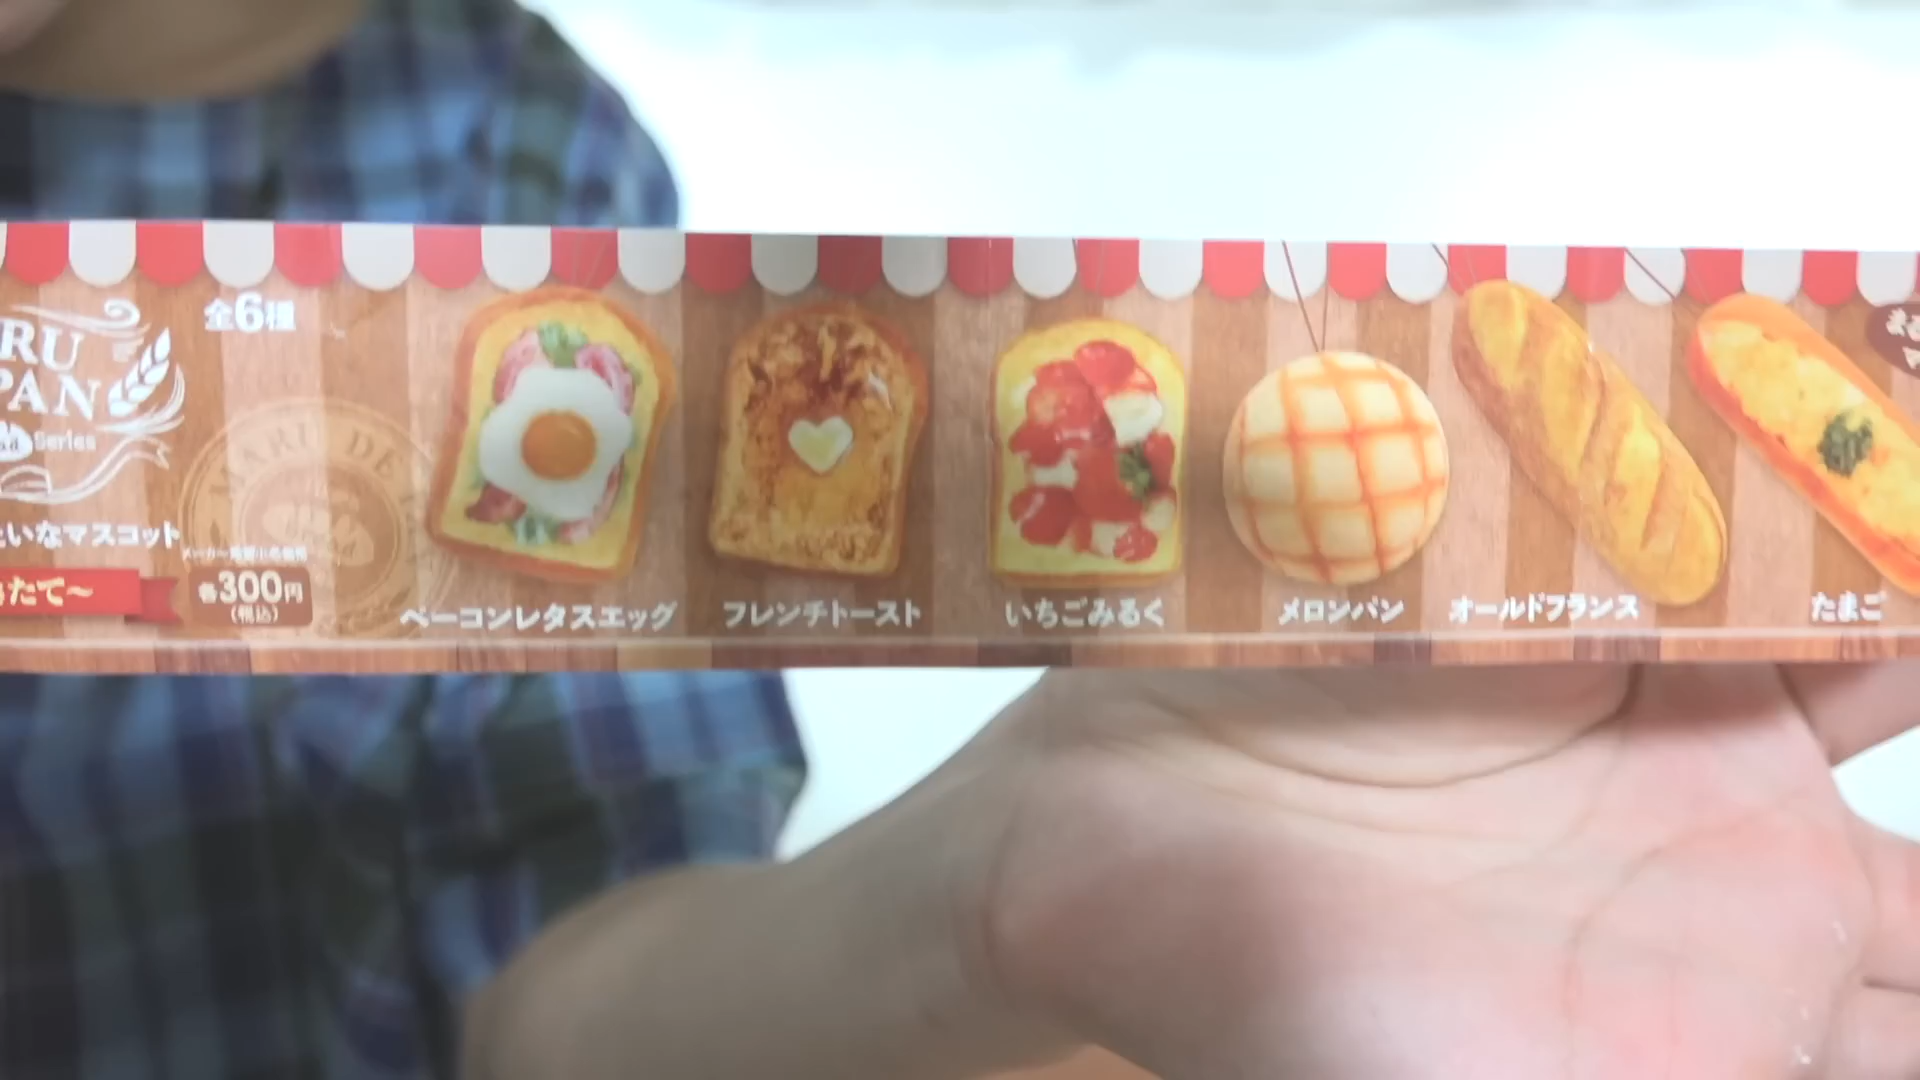 全6種
RU
PAN
Series
いなマスコット
たて〜
各300円
(税込)
MARU DE
ベーコンレタスエッグ
フレンチトースト
いちごみるく
メロンパン
オールドフランス
たまご